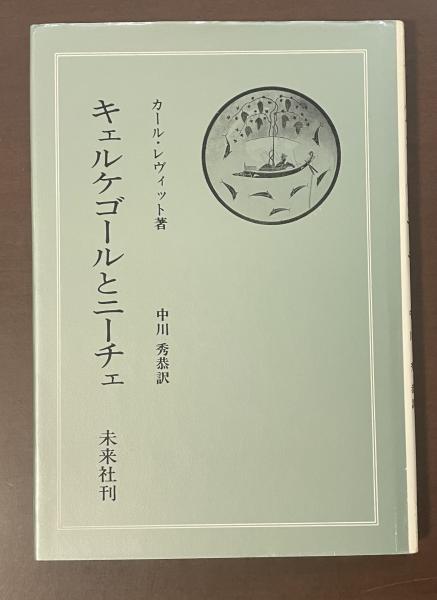 カール・レヴィット著
中川 秀恭訳
キェルケゴールとニーチェ
未来社刊